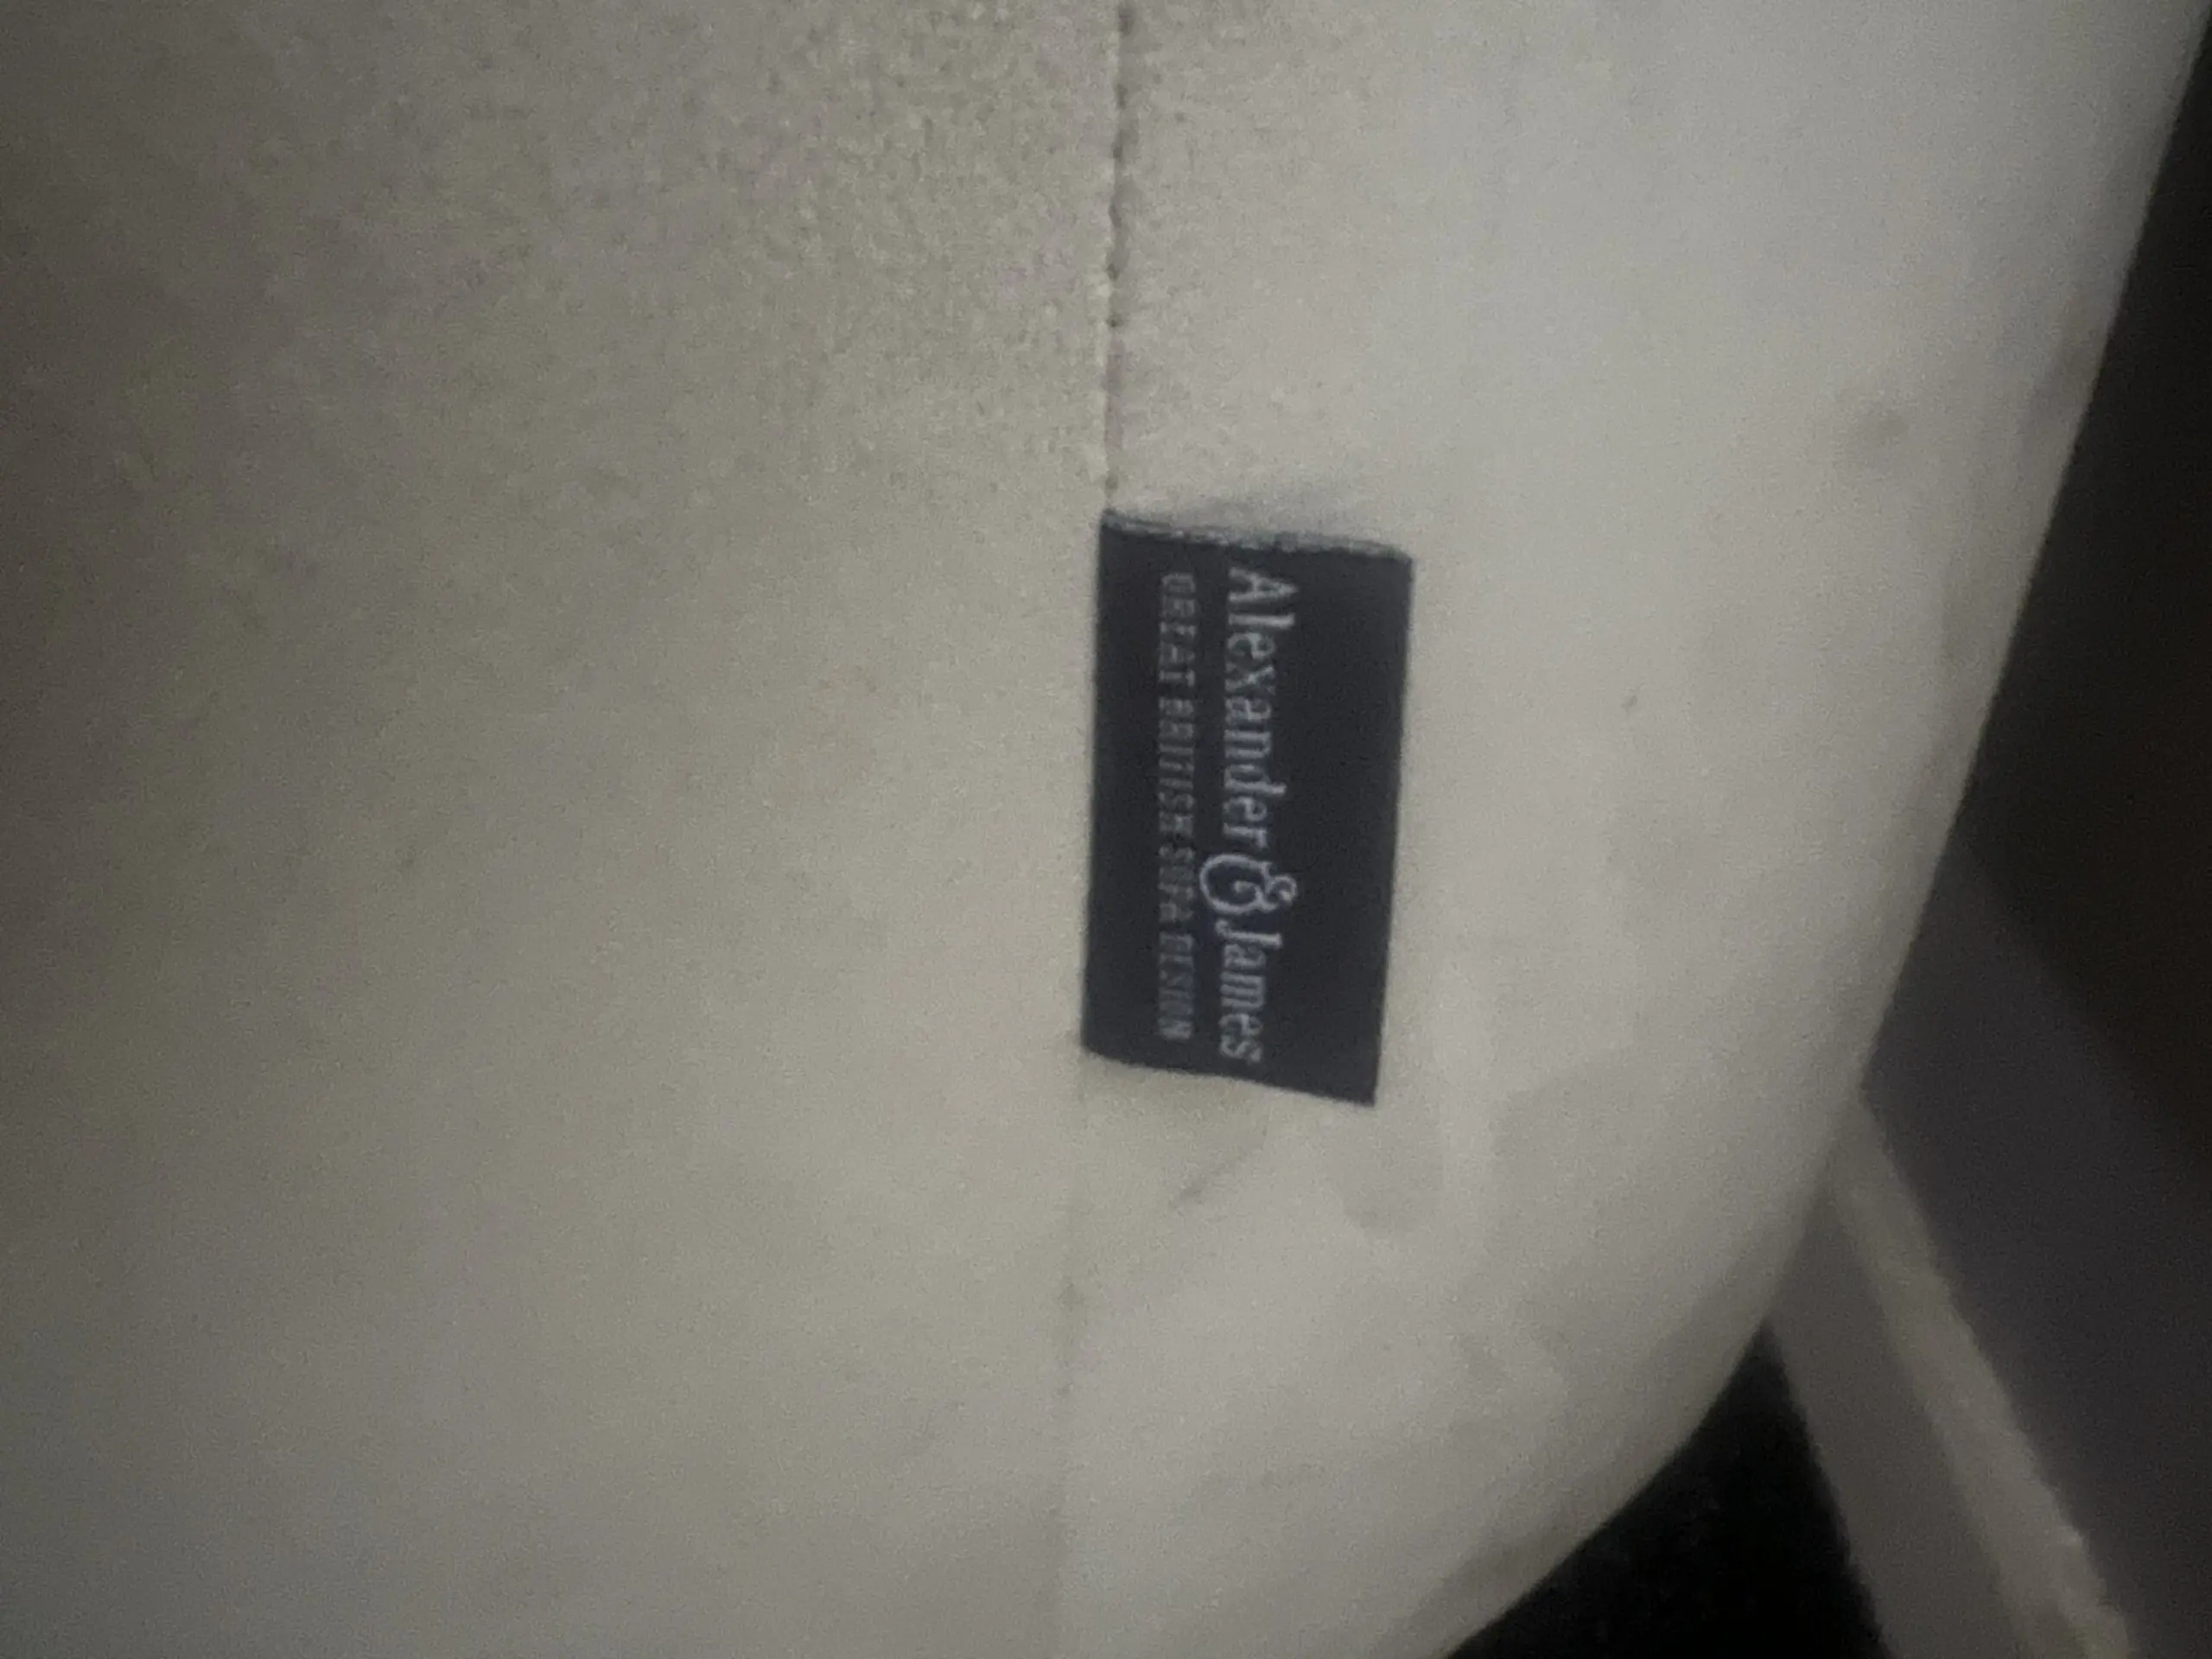 Alexander & James
GREAT BRITISH SOFA DESIGN